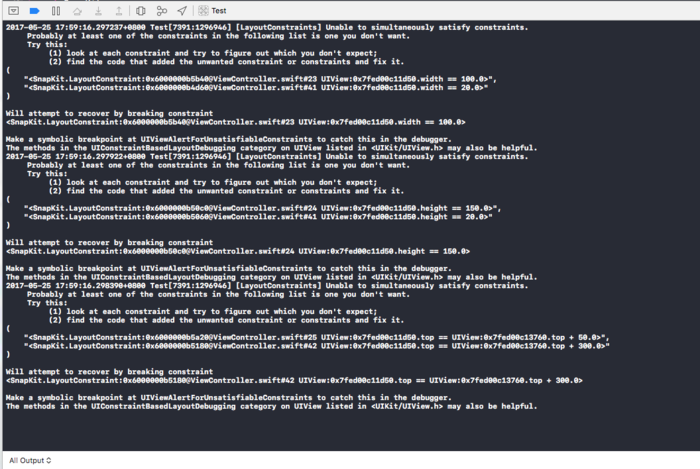 Test
2017-05-25 17:59:16.297237+0800 Test[7391:1296946] [LayoutConstraints] Unable to simultaneously satisfy constraints.
Probably at least one of the constraints in the following list is one you don't want.
Try this:
(1) look at each constraint and try to figure out which you don't expect;
(2) find the code that added the unwanted constraint or constraints and fix it.
(
"<SnapKit.LayoutConstraint:0x6000000b5b40@ViewController.swift#23 UIView:0x7fed00c11d50.width == 100.0>",
"<SnapKit.LayoutConstraint:0x6000000b4d60@ViewController.swift#41 UIView:0x7fed00c11d50.width == 20.0>"
)
Will attempt to recover by breaking constraint
<SnapKit.LayoutConstraint:0x6000000b5b40@ViewController.swift#23 UIView:0x7fed00c11d50.width == 100.0>
Make a symbolic breakpoint at UIViewAlertForUnsatisfiableConstraints to catch this in the debugger.
The methods in the UIConstraintBasedLayoutDebugging category on UIView listed in <UIKit/UIView.h> may also be helpful.
2017-05-25 17:59:16.297922+0800 Test[7391:1296946] [LayoutConstraints] Unable to simultaneously satisfy constraints.
Probably at least one of the constraints in the following list is one you don't want.
Try this:
(1) look at each constraint and try to figure out which you don't expect;
(2) find the code that added the unwanted constraint or constraints and fix it.
(
"<SnapKit.LayoutConstraint:0x6000000b50c0@ViewController.swift#24 UIView:0x7fed00c11d50.height == 150.0>",
"<SnapKit.LayoutConstraint:0x6000000b5060@ViewController.swift#41 UIView:0x7fed00c11d50.height == 20.0>"
)
Will attempt to recover by breaking constraint
<SnapKit.LayoutConstraint:0x6000000b50c0@ViewController.swift#24 UIView:0x7fed00c11d50.height == 150.0>
Make a symbolic breakpoint at UIViewAlertForUnsatisfiableConstraints to catch this in the debugger.
The methods in the UIConstraintBasedLayoutDebugging category on UIView listed in <UIKit/UIView.h> may also be helpful.
2017-05-25 17:59:16.298390+0800 Test[7391:1296946] [LayoutConstraints] Unable to simultaneously satisfy constraints.
Probably at least one of the constraints in the following list is one you don't want.
Try this:
(1) look at each constraint and try to figure out which you don't expect;
(2) find the code that added the unwanted constraint or constraints and fix it.
(
"<SnapKit.LayoutConstraint:0x6000000b5a20@ViewController.swift#25 UIView:0x7fed00c11d50.top == UIView:0x7fed00c13760.top + 50.0>",
"<SnapKit.LayoutConstraint:0x6000000b5180@ViewController.swift#42 UIView:0x7fed00c11d50.top == UIView:0x7fed00c13760.top + 300.0>"
)
Will attempt to recover by breaking constraint
<SnapKit.LayoutConstraint:0x6000000b5180@ViewController.swift#42 UIView:0x7fed00c11d50.top == UIView:0x7fed00c13760.top + 300.0>
Make a symbolic breakpoint at UIViewAlertForUnsatisfiableConstraints to catch this in the debugger.
The methods in the UIConstraintBasedLayoutDebugging category on UIView listed in <UIKit/UIView.h> may also be helpful.
All Output